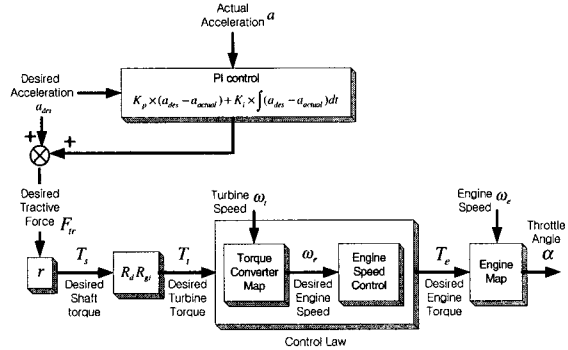 Actual
Acceleration a
PI control
K_p × (a_des − a_actual) + K_i × ∫(a_des − a_actual)dt
Desired
Acceleration
a_des
+
+
Desired
Tractive
Force F_tr
r
T_s
Desired
Shaft
torque
R_d R_gi
T_t
Desired
Turbine
Torque
Turbine
Speed ω_t
Torque
Converter
Map
ω_e
Desired
Engine
Speed
Engine
Speed
Control
Control Law
T_e
Desired
Engine
Torque
Engine
Speed ω_e
Engine
Map
Throttle
Angle
α